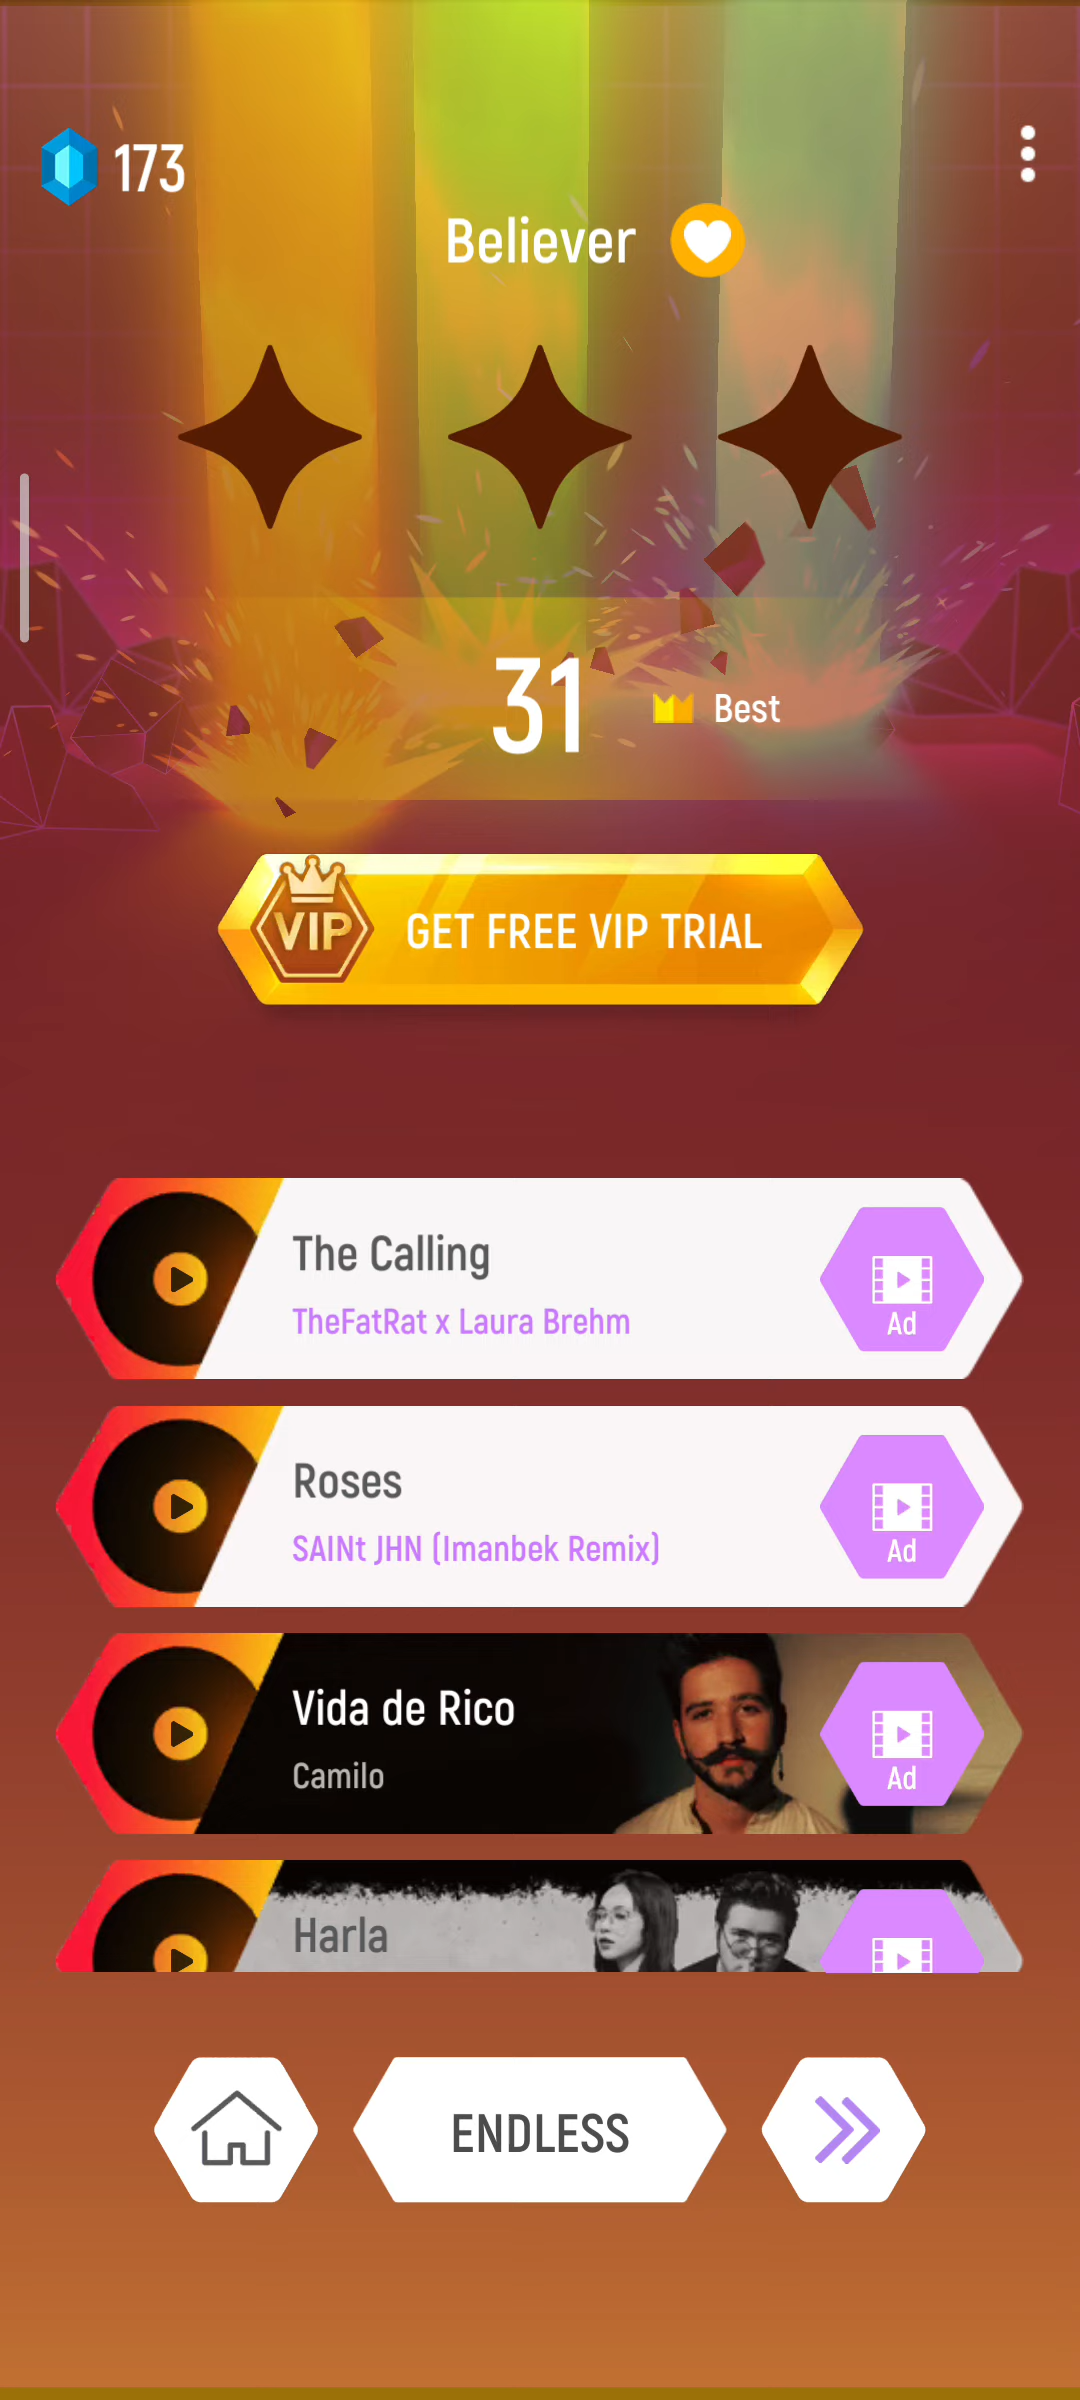 173
Believer
31
Best
VIP
GET FREE VIP TRIAL
The Calling
TheFatRat x Laura Brehm
Ad
Roses
SAINt JHN (Imanbek Remix)
Ad
Vida de Rico
Camilo
Ad
Harla
ENDLESS